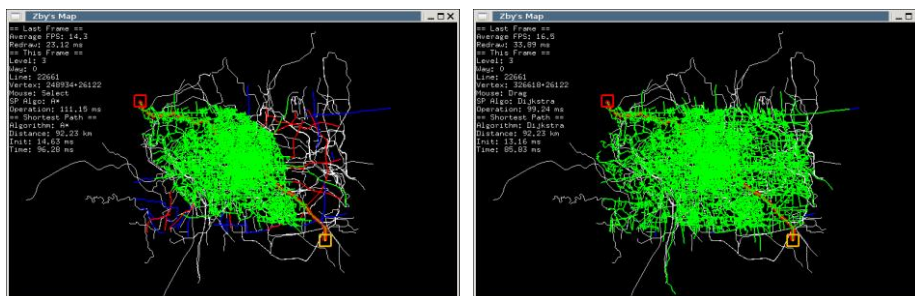 Zby's Map
== Last Frame ==
Average FPS: 14.3
Redraw: 23.12 ms
== This Frame ==
Level: 3
Way: 0
Line: 22661
Vertex: 248934+26122
Mouse: Select
SP Algo: A*
Operation: 111.15 ms
== Shortest Path ==
Algorithm: A*
Distance: 92.23 km
Init: 14.63 ms
Time: 96.28 ms
Zby's Map
== Last Frame ==
Average FPS: 16.5
Redraw: 33.89 ms
== This Frame ==
Level: 3
Way: 0
Line: 22661
Vertex: 326618+26122
Mouse: Drag
SP Algo: Dijkstra
Operation: 99.24 ms
== Shortest Path ==
Algorithm: Dijkstra
Distance: 92.23 km
Init: 13.16 ms
Time: 85.83 ms